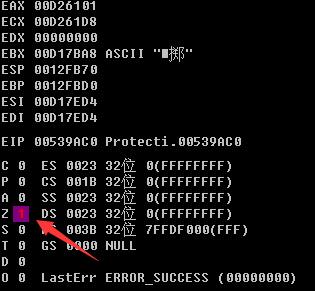 EAX 00D26101
ECX 00D261D8
EDX 00000000
EBX 00D17BA8 ASCII "■掷"
ESP 0012FB70
EBP 0012FBD0
ESI 00D17ED4
EDI 00D17ED4
EIP 00539AC0 Protecti.00539AC0
C 0 ES 0023 32位 0(FFFFFFFF)
P 0 CS 001B 32位 0(FFFFFFFF)
A 0 SS 0023 32位 0(FFFFFFFF)
Z 1 DS 0023 32位 0(FFFFFFFF)
S 0 003B 32位 7FFDF000(FFF)
T 0 GS 0000 NULL
D 0
O 0 LastErr ERROR_SUCCESS (00000000)